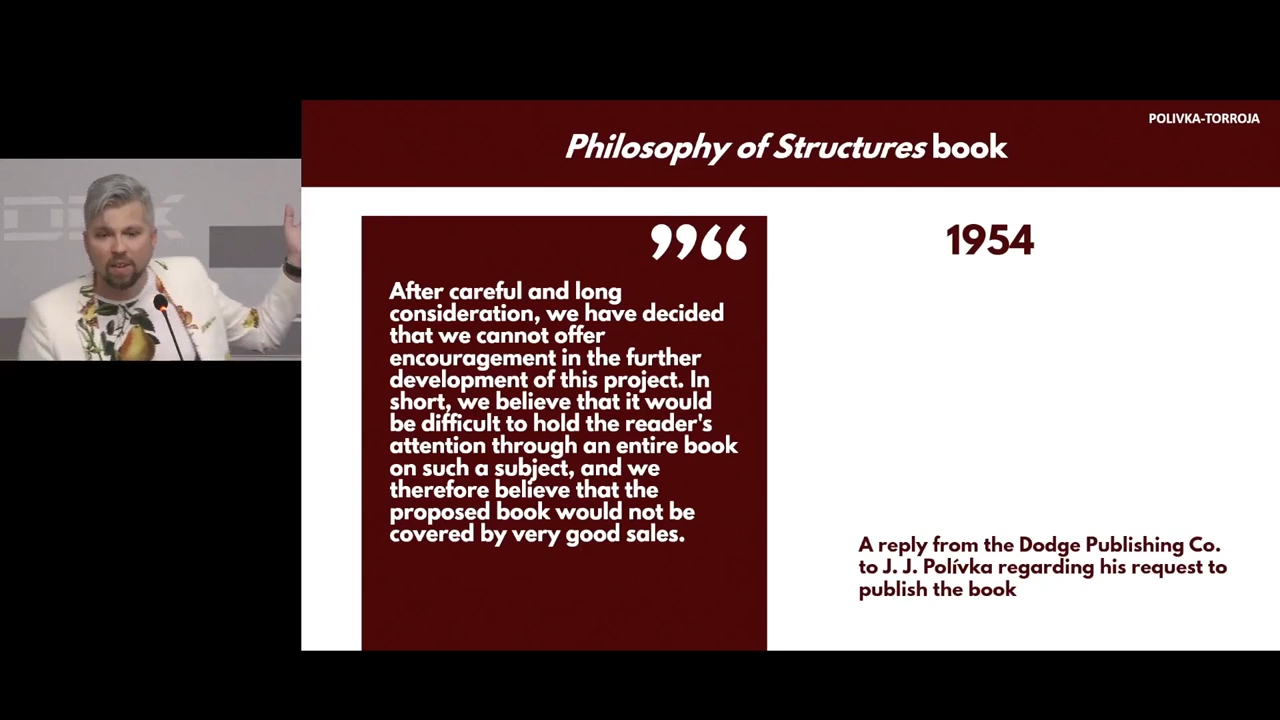 POLIVKA-TORROJA
Philosophy of Structures book
1954
After careful and long
consideration, we have decided
that we cannot offer
encouragement in the further
development of this project. In
short, we believe that it would
be difficult to hold the reader's
attention through an entire book
on such a subject, and we
therefore believe that the
proposed book would not be
covered by very good sales.
A reply from the Dodge Publishing Co.
to J. J. Polívka regarding his request to
publish the book